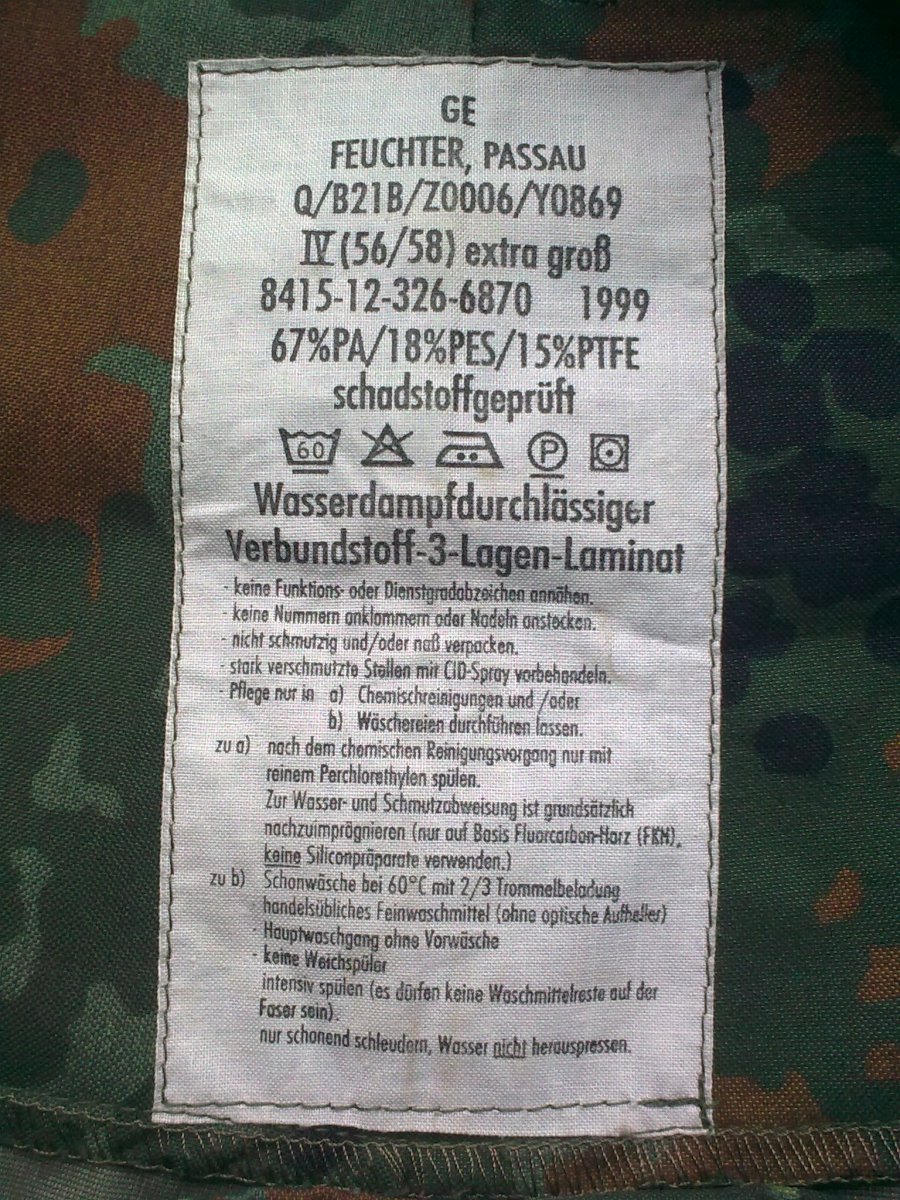 GE
FEUCHTER, PASSAU
Q/B21B/Z0006/Y0869
IV (56/58) extra groß
8415-12-326-6870 1999
67%PA/18%PES/15%PTFE
schadstoffgeprüft
60 P
Wasserdampfdurchlässiger
Verbundstoff-3-Lagen-Laminat
- keine Funktions- oder Dienstgradabzeichen annähen.
- keine Nummern anklammern oder Nadeln anstecken.
- nicht schmutzig und/oder naß verpacken.
- stark verschmutzte Stellen mit CID-Spray vorbehandeln.
- Pflege nur in a) Chemischreinigungen und /oder
b) Wäschereien durchführen lassen.
zu a) nach dem chemischen Reinigungsvorgang nur mit
reinem Perchlorethylen spülen.
Zur Wasser- und Schmutzabweisung ist grundsätzlich
nachzuimprägnieren (nur auf Basis Fluorcarbon-Harz (FKH),
keine Siliconpräparate verwenden.)
zu b) Schonwäsche bei 60°C mit 2/3 Trommelbeladung
handelsübliches Feinwaschmittel (ohne optische Aufheller)
- Hauptwaschgang ohne Vorwäsche
- keine Weichspüler
intensiv spülen (es dürfen keine Waschmittelreste auf der
Faser sein).
nur schonend schleudern, Wasser nicht herauspressen.